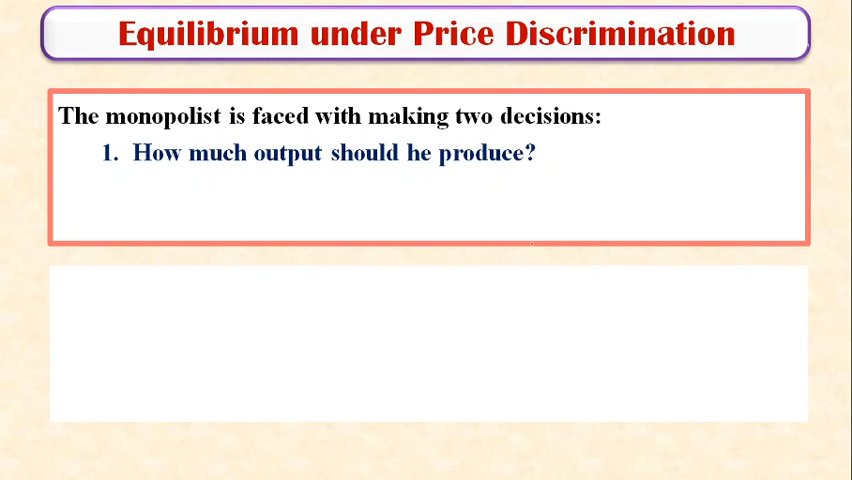 Equilibrium under Price Discrimination
The monopolist is faced with making two decisions:
1. How much output should he produce?